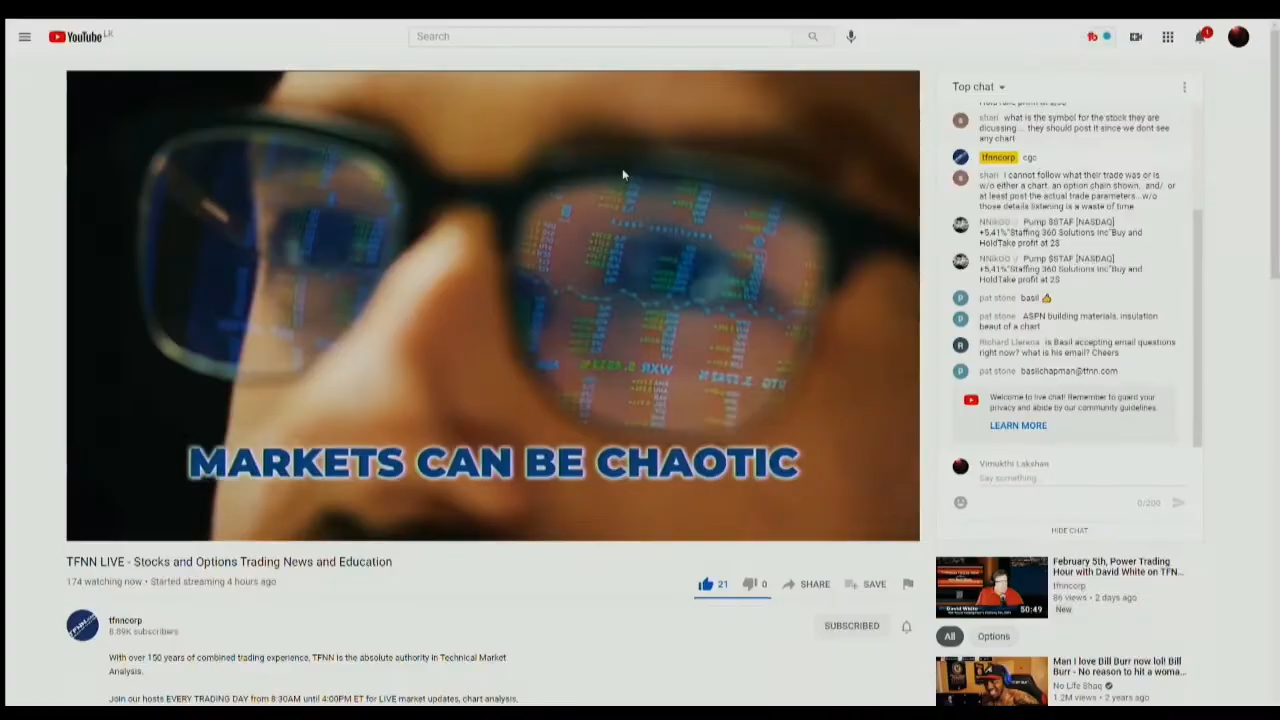 YouTube LK
Search
1
Top chat
shari what is the symbol for the stock they are
dicussing.... they should post it since we dont see
any chart
tfnncorp cgc
shari I cannot follow what their trade was or is
w/o either a chart, an option chain shown, and/. or
at least post the actual trade parameters...w/o
those details listening is a waste of time
NNikOO Pump $STAF [NASDAQ]
+5,41%"Staffing 360 Solutions Inc"Buy and
HoldTake profit at 2$
NNikOO Pump $STAF [NASDAQ]
+5,41%"Staffing 360 Solutions Inc"Buy and
HoldTake profit at 2$
pat stone basil 👍
pat stone ASPN building materials, insulation
beaut of a chart
Richard Llerena is Basil accepting email questions
right now? what is his email? Cheers
pat stone basilchapman@tfnn.com
Welcome to live chat! Remember to guard your
privacy and abide by our community guidelines.
LEARN MORE
Vimukthi Lakshan
Say something...
0/200
HIDE CHAT
MARKETS CAN BE CHAOTIC
TFNN LIVE - Stocks and Options Trading News and Education
174 watching now • Started streaming 4 hours ago
21 0 SHARE SAVE
tfnncorp
8.89K subscribers
SUBSCRIBED
With over 150 years of combined trading experience, TFNN is the absolute authority in Technical Market
Analysis.
Join our hosts EVERY TRADING DAY from 8:30AM until 4:00PM ET for LIVE market updates, chart analysis,
February 5th, Power Trading
Hour with David White on TFN...
tfnncorp
86 views • 2 days ago
New
David White
50:49
All Options
Man I love Bill Burr now lol! Bill
Burr - No reason to hit a woma...
No Life Shaq
1.2M views • 2 years ago